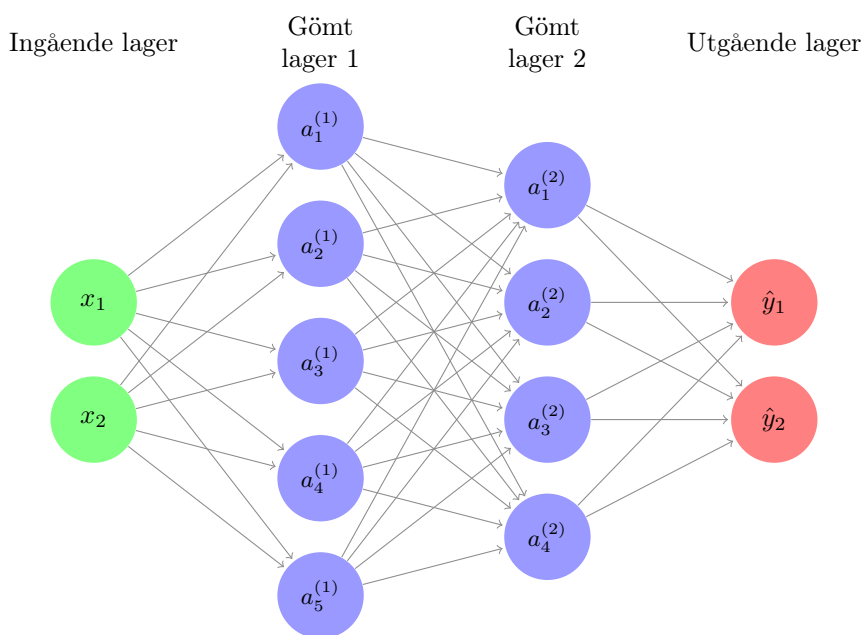 Ingående lager
Gömt
lager 1
Gömt
lager 2
Utgående lager
x_1
x_2
a_1^{(1)}
a_2^{(1)}
a_3^{(1)}
a_4^{(1)}
a_5^{(1)}
a_1^{(2)}
a_2^{(2)}
a_3^{(2)}
a_4^{(2)}
ŷ_1
ŷ_2